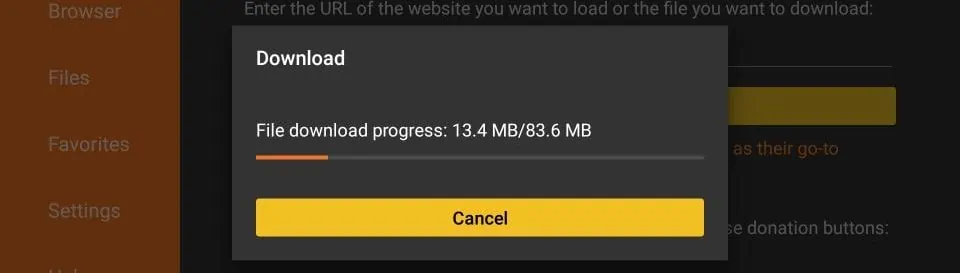 Browser
Enter the URL of the website you want to load or the file you want to download:
Download
Files
File download progress: 13.4 MB/83.6 MB
Favorites
as their go-to
Settings
Cancel
se donation buttons: